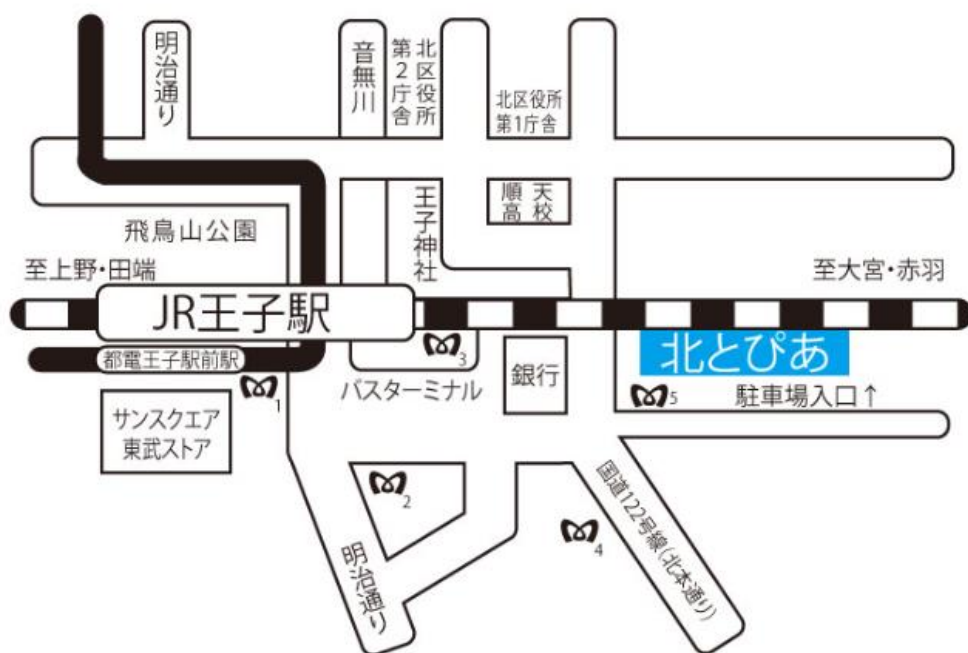 明治通り
音無川
北区役所
第2庁舎
北区役所
第1庁舎
順天
高校
王子神社
飛鳥山公園
至上野・田端
至大宮・赤羽
JR王子駅
北とぴあ
都電王子駅前駅
3
銀行
バスターミナル
1
5
駐車場入口↑
サンスクエア
東武ストア
2
4
国道122号線(北本通り)
明治通り